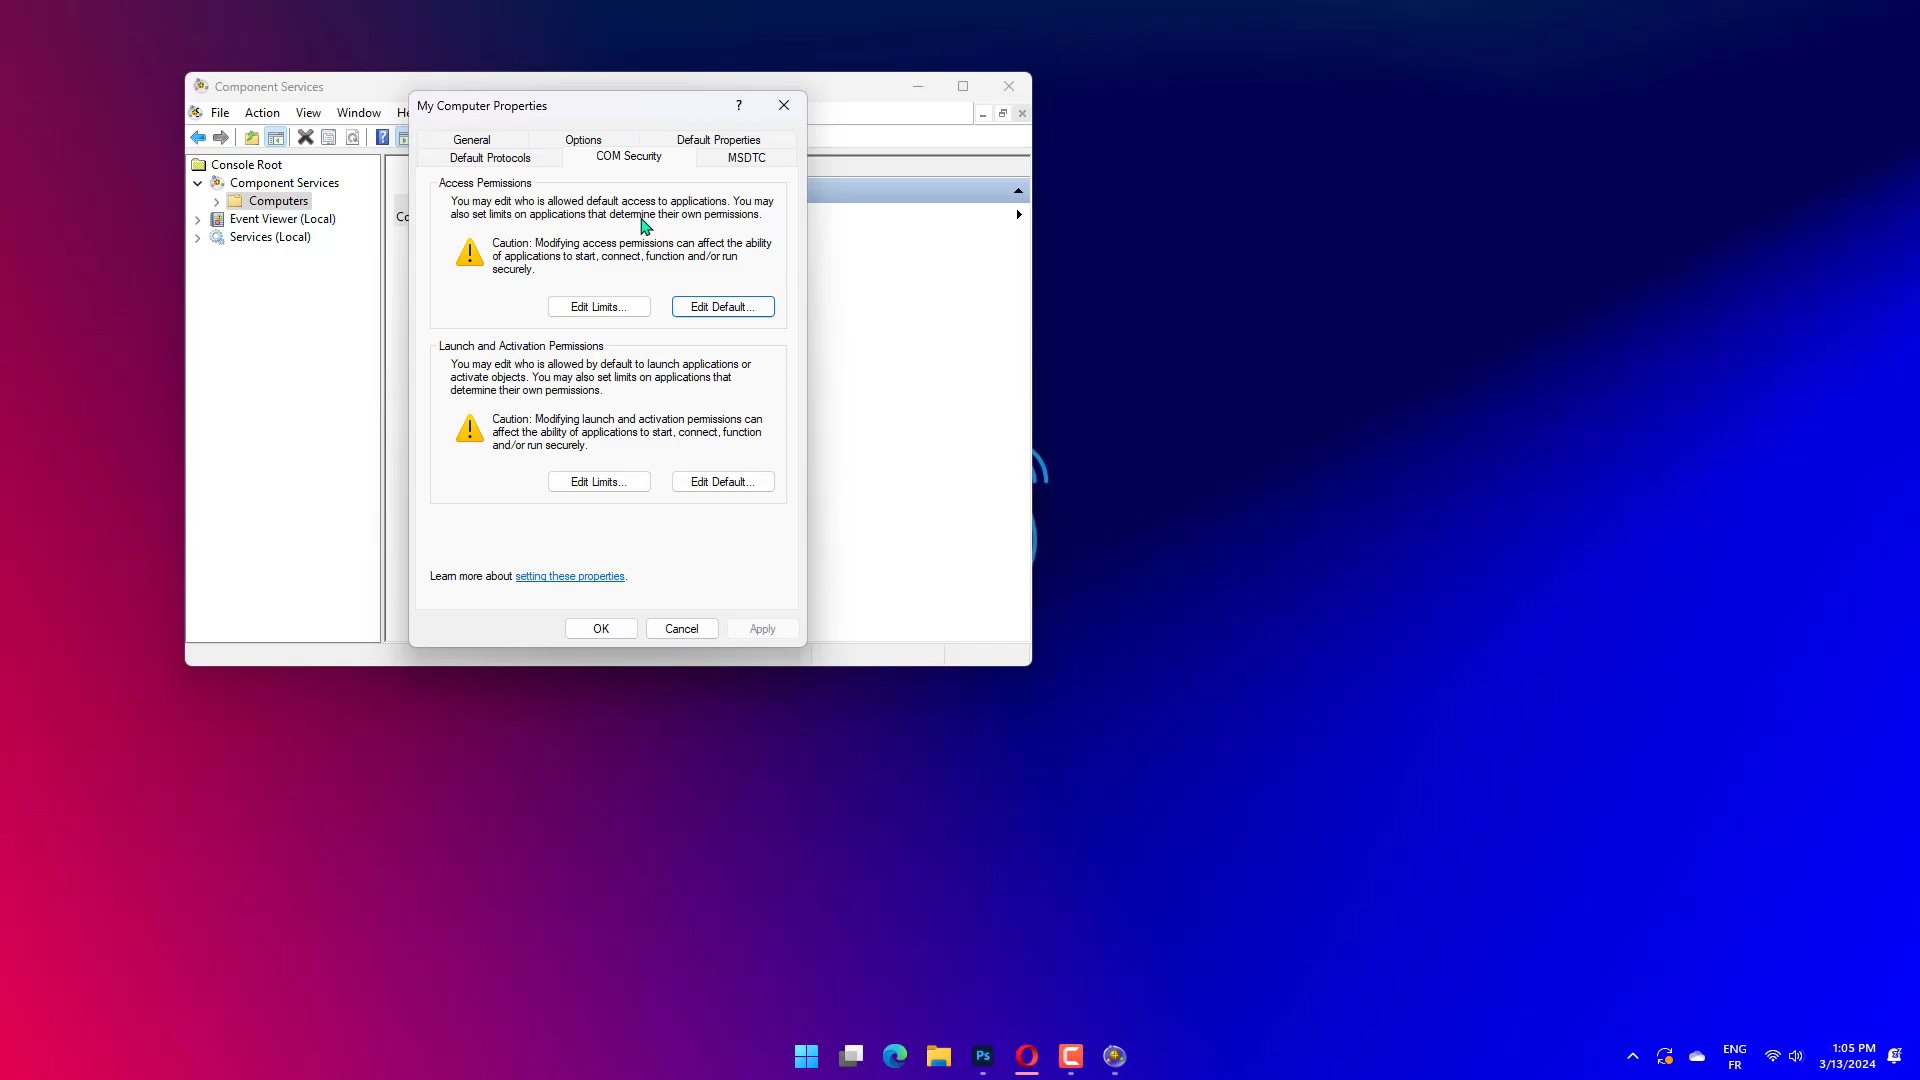 Component Services
File Action View Window He
Console Root
Component Services
Computers
Event Viewer (Local)
Services (Local)
Co
My Computer Properties
?
General Options Default Properties
Default Protocols COM Security MSDTC
Access Permissions
You may edit who is allowed default access to applications. You may
also set limits on applications that determine their own permissions.
Caution: Modifying access permissions can affect the ability
of applications to start, connect, function and/or run
securely.
Edit Limits... Edit Default...
Launch and Activation Permissions
You may edit who is allowed by default to launch applications or
activate objects. You may also set limits on applications that
determine their own permissions.
Caution: Modifying launch and activation permissions can
affect the ability of applications to start, connect, function
and/or run securely.
Edit Limits... Edit Default...
Learn more about setting these properties.
OK Cancel Apply
Ps
ENG
FR
1:05 PM
3/13/2024